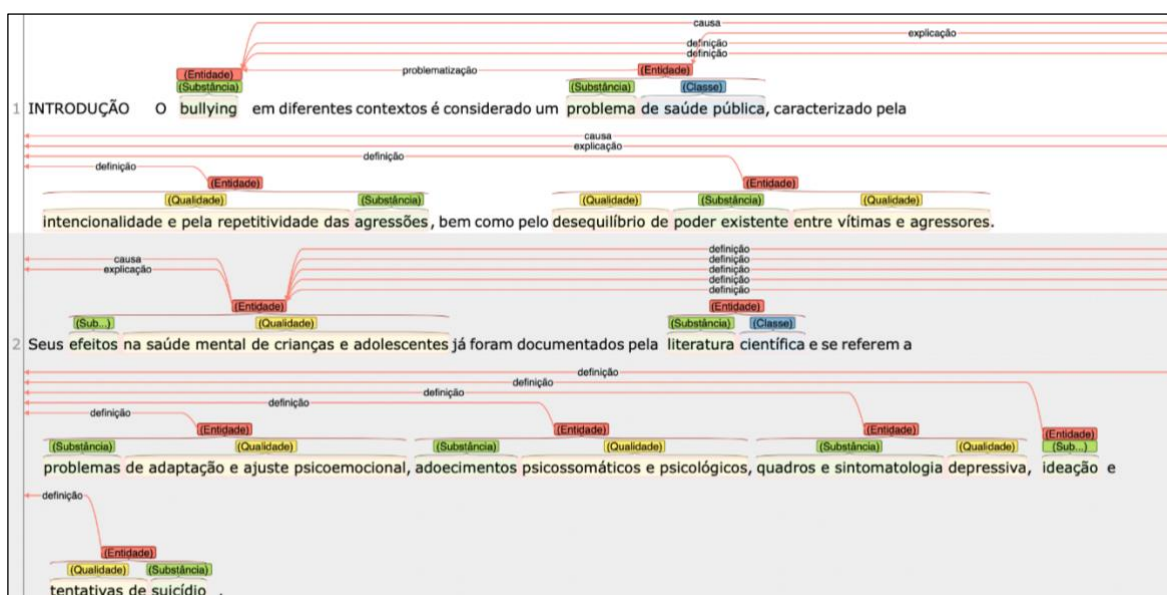 causa
explicação
definição
definição
(Entidade) problematização (Entidade)
(Substância) (Substância) (Classe)
1 INTRODUÇÃO O bullying em diferentes contextos é considerado um problema de saúde pública, caracterizado pela
causa
explicação
definição
definição
(Entidade) (Entidade)
(Qualidade) (Substância) (Qualidade) (Substância) (Qualidade)
intencionalidade e pela repetitividade das agressões, bem como pelo desequilíbrio de poder existente entre vítimas e agressores.
definição
causa definição
explicação definição
definição
definição
(Entidade) (Entidade)
(Sub...) (Qualidade) (Substância) (Classe)
2 Seus efeitos na saúde mental de crianças e adolescentes já foram documentados pela literatura científica e se referem a
definição
definição
definição
definição
definição
(Entidade) (Entidade) (Entidade) (Entidade)
(Substância) (Qualidade) (Substância) (Qualidade) (Substância) (Qualidade) (Sub...)
problemas de adaptação e ajuste psicoemocional, adoecimentos psicossomáticos e psicológicos, quadros e sintomatologia depressiva, ideação e
definição
(Entidade)
(Qualidade) (Substância)
tentativas de suicídio .